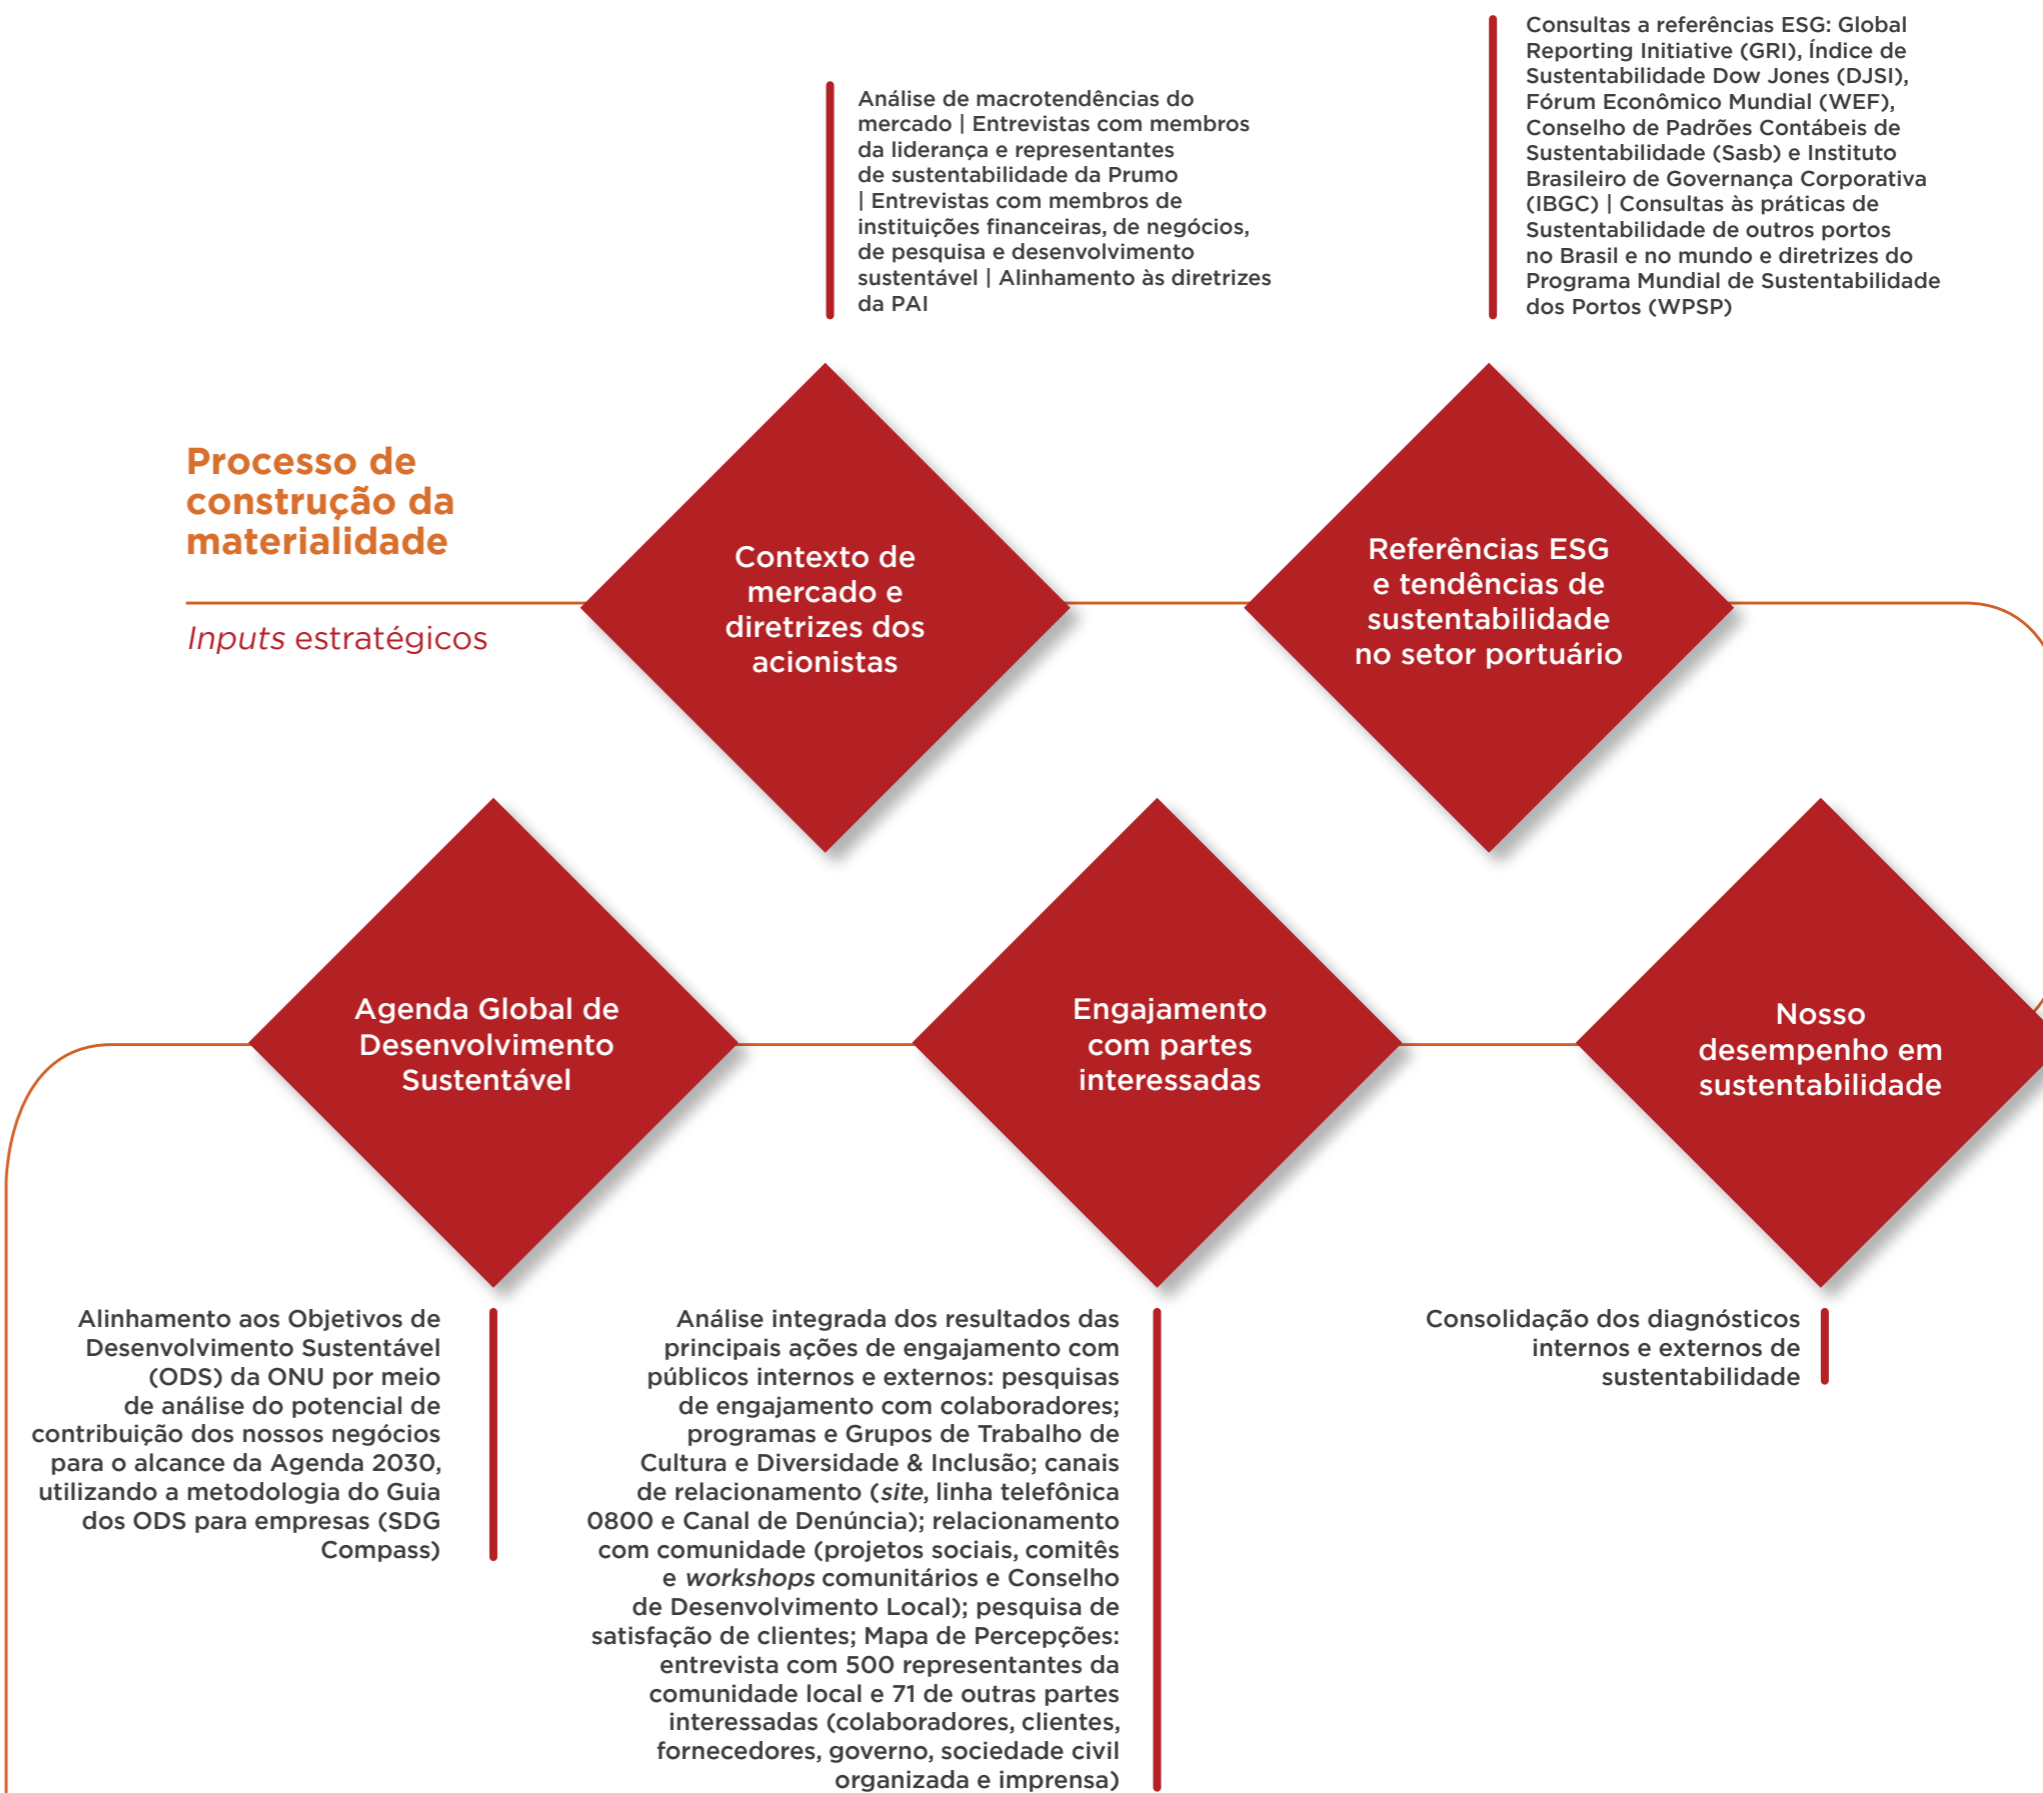 Processo de
construção da
materialidade
Inputs estratégicos
Análise de macrotendências do
mercado | Entrevistas com membros
da liderança e representantes
de sustentabilidade da Prumo
| Entrevistas com membros de
instituições financeiras, de negócios,
de pesquisa e desenvolvimento
sustentável | Alinhamento às diretrizes
da PAI
Contexto de
mercado e
diretrizes dos
acionistas
Consultas a referências ESG: Global
Reporting Initiative (GRI), Índice de
Sustentabilidade Dow Jones (DJSI),
Fórum Econômico Mundial (WEF),
Conselho de Padrões Contábeis de
Sustentabilidade (Sasb) e Instituto
Brasileiro de Governança Corporativa
(IBGC) | Consultas às práticas de
Sustentabilidade de outros portos
no Brasil e no mundo e diretrizes do
Programa Mundial de Sustentabilidade
dos Portos (WPSP)
Referências ESG
e tendências de
sustentabilidade
no setor portuário
Agenda Global de
Desenvolvimento
Sustentável
Alinhamento aos Objetivos de
Desenvolvimento Sustentável
(ODS) da ONU por meio
de análise do potencial de
contribuição dos nossos negócios
para o alcance da Agenda 2030,
utilizando a metodologia do Guia
dos ODS para empresas (SDG
Compass)
Engajamento
com partes
interessadas
Análise integrada dos resultados das
principais ações de engajamento com
públicos internos e externos: pesquisas
de engajamento com colaboradores;
programas e Grupos de Trabalho de
Cultura e Diversidade & Inclusão; canais
de relacionamento (site, linha telefônica
0800 e Canal de Denúncia); relacionamento
com comunidade (projetos sociais, comitês
e workshops comunitários e Conselho
de Desenvolvimento Local); pesquisa de
satisfação de clientes; Mapa de Percepções:
entrevista com 500 representantes da
comunidade local e 71 de outras partes
interessadas (colaboradores, clientes,
fornecedores, governo, sociedade civil
organizada e imprensa)
Nosso
desempenho em
sustentabilidade
Consolidação dos diagnósticos
internos e externos de
sustentabilidade